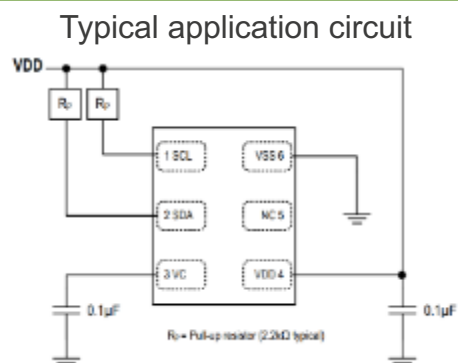 Typical application circuit
VDD
Rₚ Rₚ
1 SCL VSS 6
2 SDA NC 5
3 VC VDD 4
0.1µF 0.1µF
Rₚ = Pull-up resistor (2.2kΩ typical)